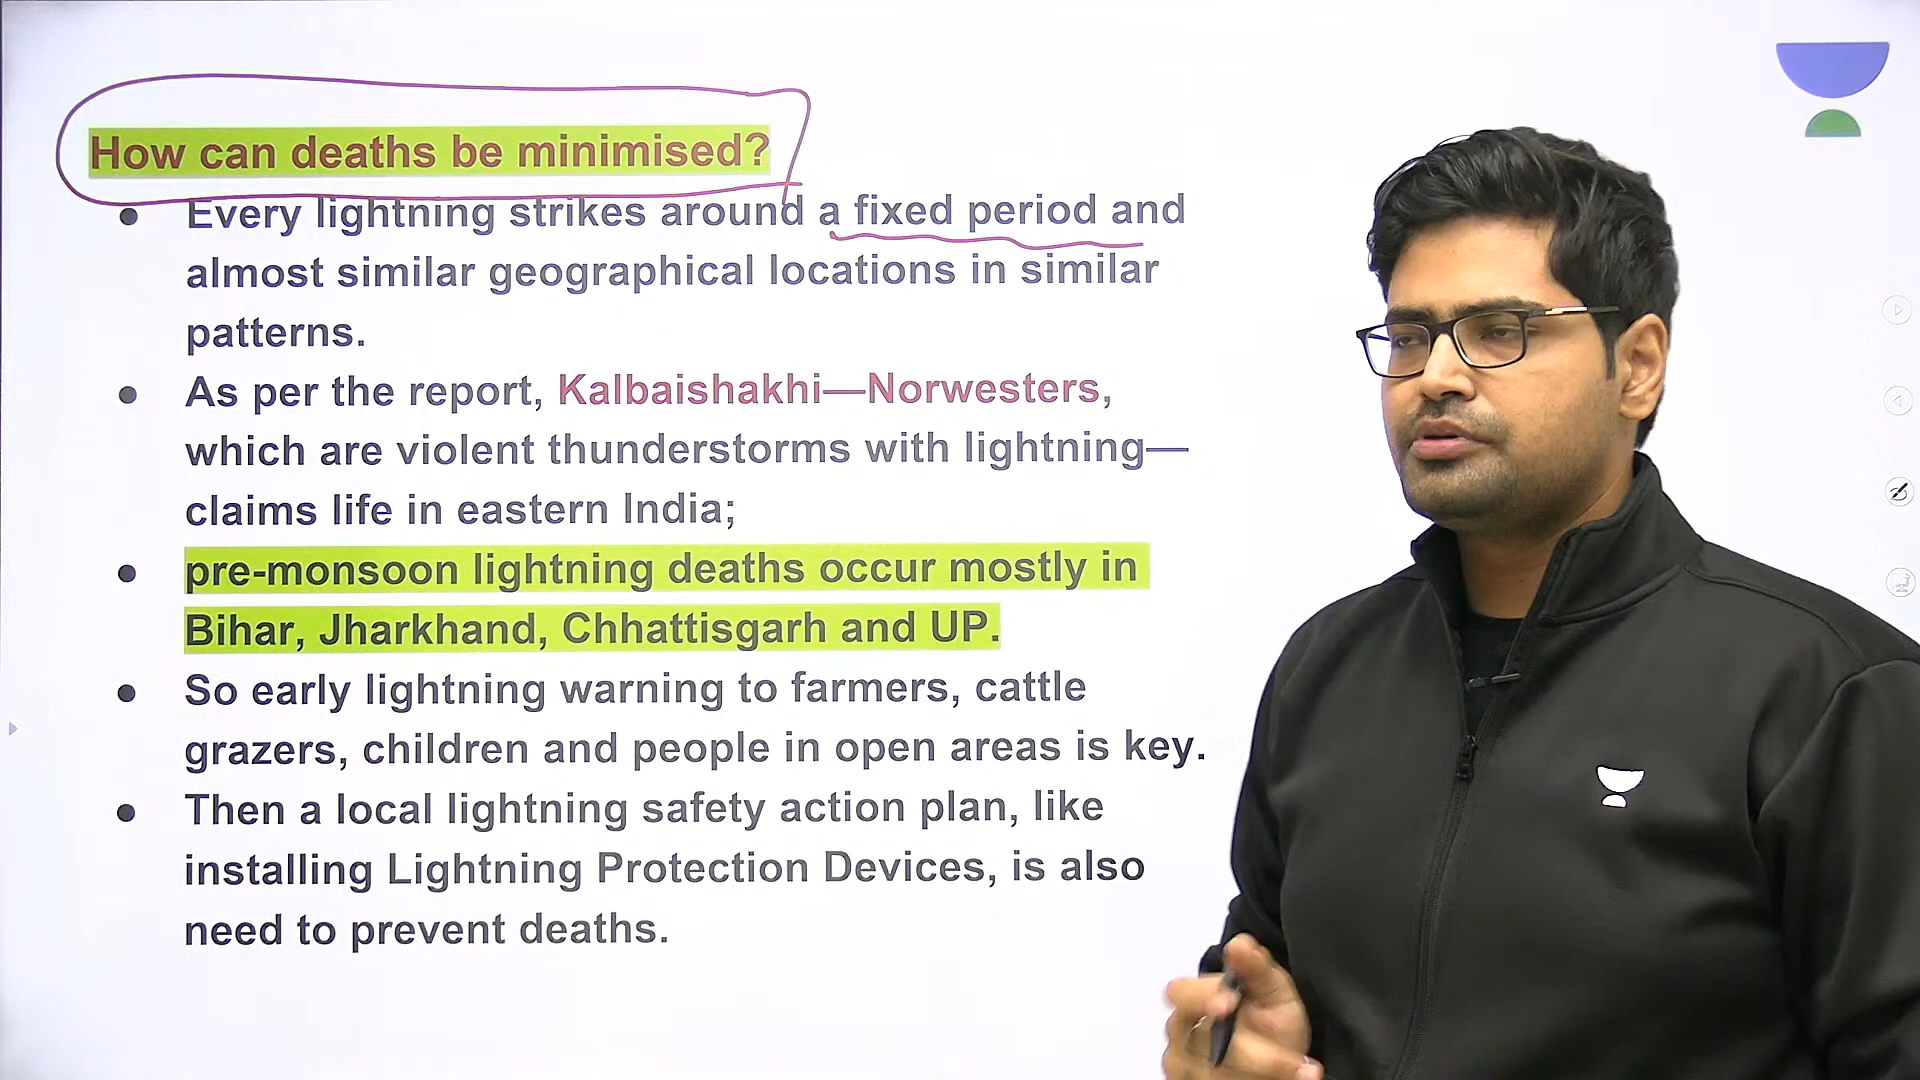 How can deaths be minimised?
● Every lightning strikes around a fixed period and
almost similar geographical locations in similar
patterns.
● As per the report, Kalbaishakhi—Norwesters,
which are violent thunderstorms with lightning—
claims life in eastern India;
● pre-monsoon lightning deaths occur mostly in
Bihar, Jharkhand, Chhattisgarh and UP.
● So early lightning warning to farmers, cattle
grazers, children and people in open areas is key.
● Then a local lightning safety action plan, like
installing Lightning Protection Devices, is also
need to prevent deaths.